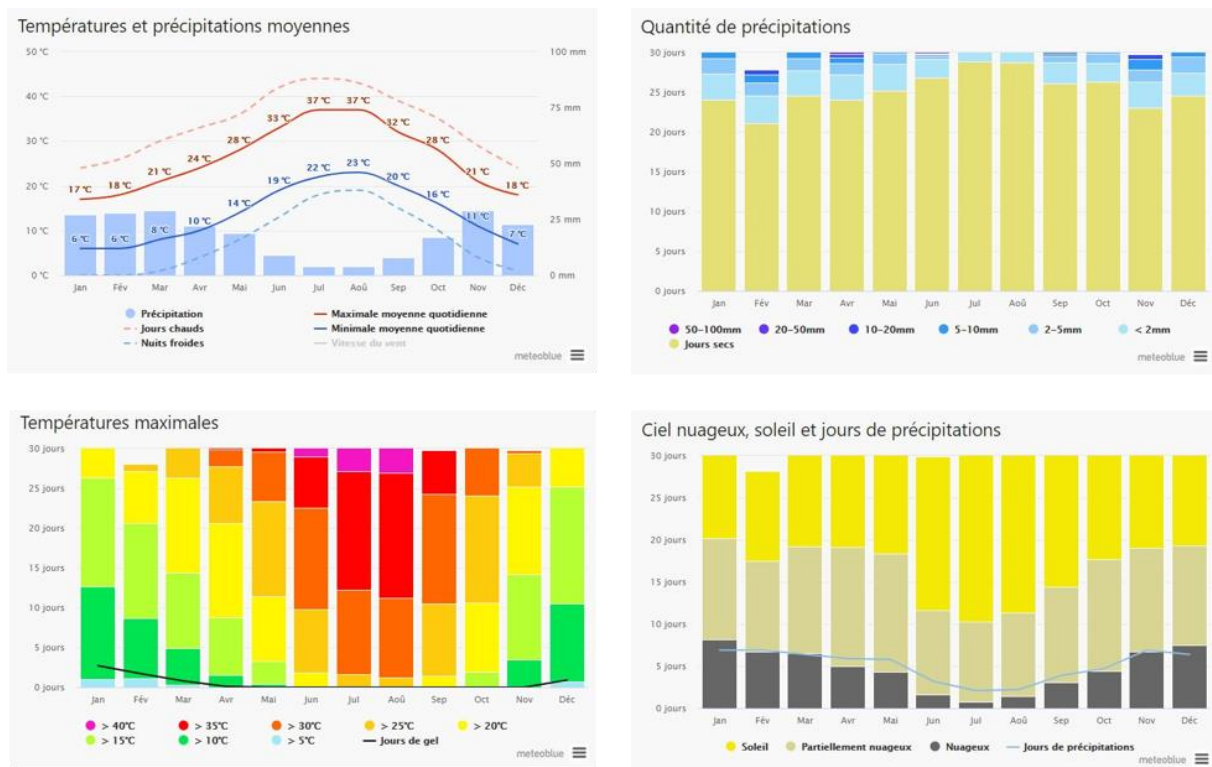 Températures et précipitations moyennes
50 °C
100 mm
40 °C
75 mm
30 °C
50 mm
20 °C
25 mm
10 °C
0 °C
0 mm
17 °C 18 °C 21 °C 24 °C 28 °C 33 °C 37 °C 37 °C 32 °C 28 °C 21 °C 18 °C
6 °C 6 °C 8 °C 10 °C 14 °C 19 °C 22 °C 23 °C 20 °C 16 °C 11 °C 7 °C
Jan Fév Mar Avr Mai Jun Jul Aoû Sep Oct Nov Déc
Précipitation Maximale moyenne quotidienne
Jours chauds Minimale moyenne quotidienne
Nuits froides Vitesse du vent
meteoblue
Quantité de précipitations
30 jours
25 jours
20 jours
15 jours
10 jours
5 jours
0 jours
Jan Fév Mar Avr Mai Jun Jul Aoû Sep Oct Nov Déc
50-100mm 20-50mm 10-20mm 5-10mm 2-5mm < 2mm
Jours secs
meteoblue
Températures maximales
30 jours
25 jours
20 jours
15 jours
10 jours
5 jours
0 jours
Jan Fév Mar Avr Mai Jun Jul Aoû Sep Oct Nov Déc
> 40°C > 35°C > 30°C > 25°C > 20°C
> 15°C > 10°C > 5°C Jours de gel
meteoblue
Ciel nuageux, soleil et jours de précipitations
30 jours
25 jours
20 jours
15 jours
10 jours
5 jours
0 jours
Jan Fév Mar Avr Mai Jun Jul Aoû Sep Oct Nov Déc
Soleil Partiellement nuageux Nuageux Jours de précipitations
meteoblue